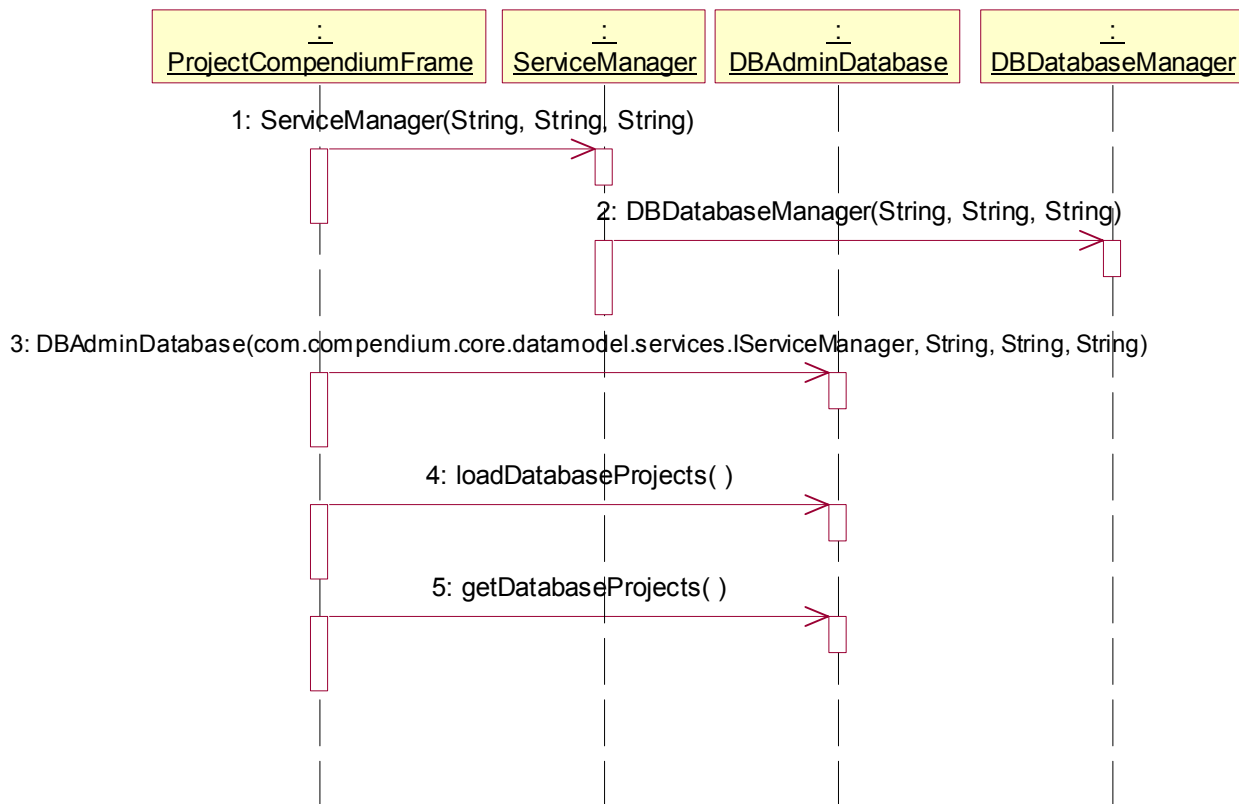 : : : :
ProjectCompendiumFrame ServiceManager DBAdminDatabase DBDatabaseManager
1: ServiceManager(String, String, String)
2: DBDatabaseManager(String, String, String)
3: DBAdminDatabase(com.compendium.core.datamodel.services.IServiceManager, String, String, String)
4: loadDatabaseProjects( )
5: getDatabaseProjects( )